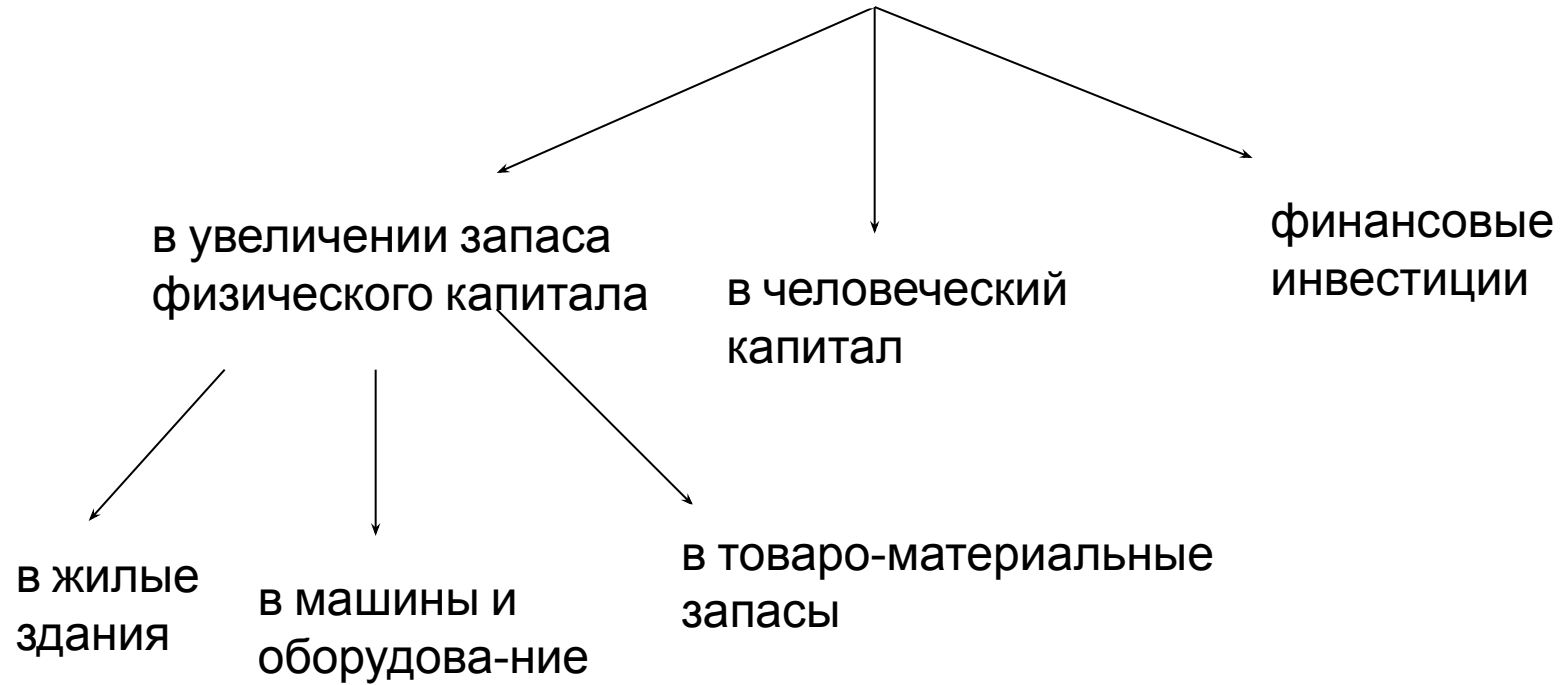 в увеличении запаса
физического капитала
в человеческий
капитал
финансовые
инвестиции
в жилые
здания
в машины и
оборудова-ние
в товаро-материальные
запасы